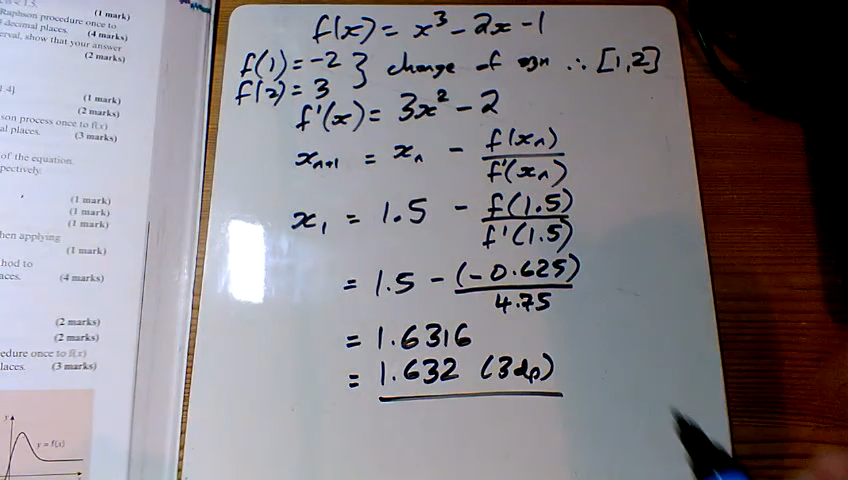 (1 mark)
Raphson procedure once to
decimal places. (4 marks)
erval, show that your answer
(2 marks)
1.4]
(1 mark)
(2 marks)
son process once to f(x)
al places. (3 marks)
of the equation.
pectively.
(1 mark)
(1 mark)
(1 mark)
hen applying
(1 mark)
hod to
aces. (4 marks)
(2 marks)
(2 marks)
edure once to f(x)
laces. (3 marks)
y
y = f(x)
f(x) = x³ - 2x - 1
f(1) = -2 } change of sgn ∴ [1,2]
f(2) = 3
f'(x) = 3x² - 2
xₙ₊₁ = xₙ - f(xₙ)
f'(xₙ)
x₁ = 1.5 - f(1.5)
f'(1.5)
= 1.5 - (-0.625)
4.75
= 1.6316
= 1.632 (3dp)